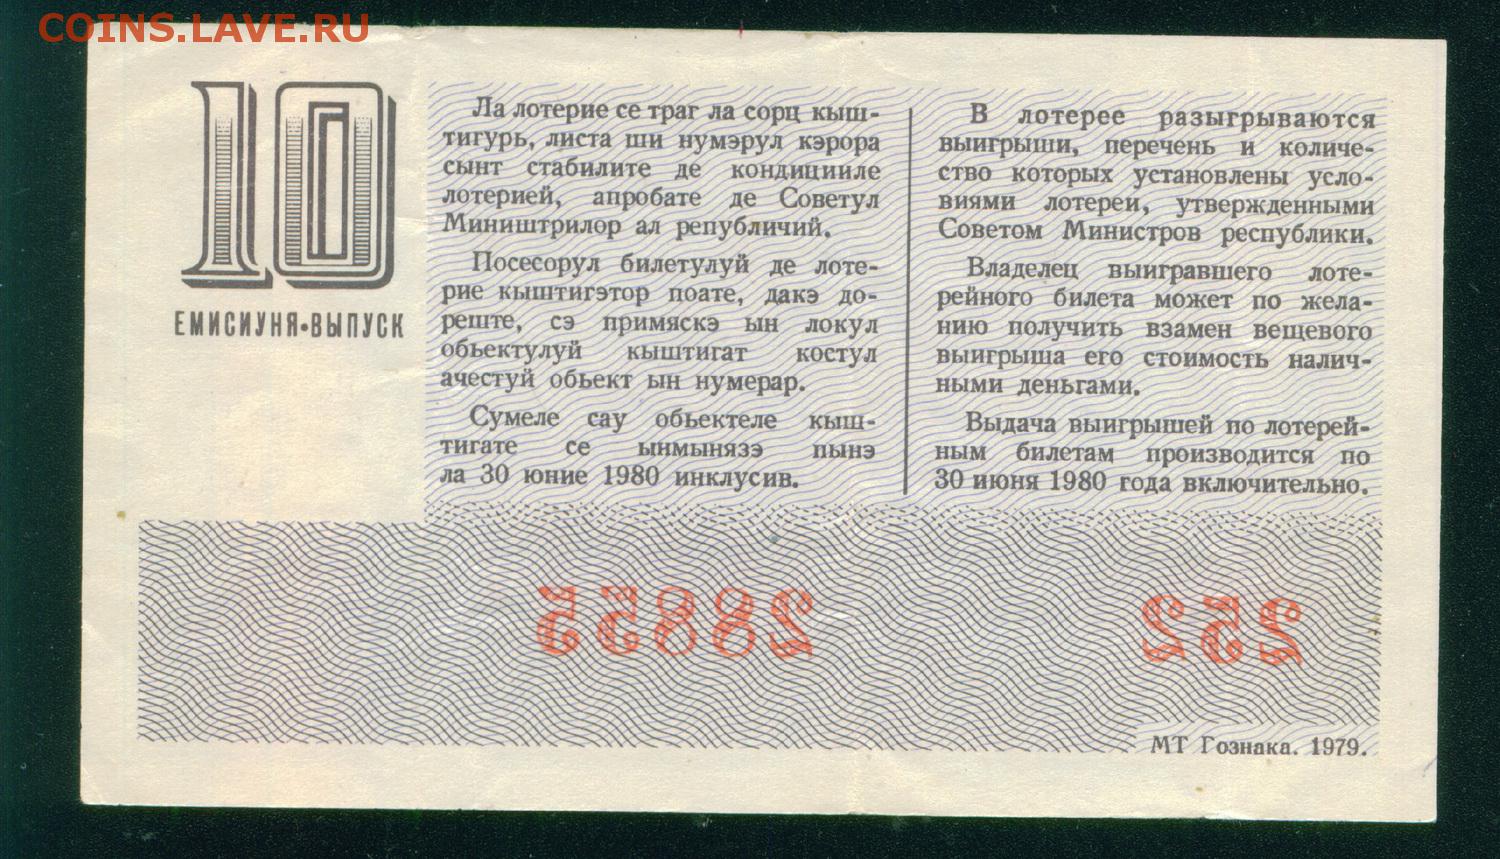 COINS.LAVE.RU
10
ЕМИСИУНЯ•ВЫПУСК
Ла лотерие се траг ла сорц кыш-
тигурь, листа ши нумэрул кэрора
сынт стабилите де кондицииле
лотерией, апробате де Советул
Миништрилор ал републичий.
Посесорул билетулуй де лоте-
рие кыштигэтор поате, дакэ до-
реште, сэ примяскэ ын локул
обьектулуй кыштигат костул
ачестуй обьект ын нумерар.
Сумеле сау обьектеле кыш-
тигате се ынмынязэ пынэ
ла 30 юние 1980 инклусив.
В лотерее разыгрываются
выигрыши, перечень и количе-
ство которых установлены усло-
виями лотереи, утвержденными
Советом Министров республики.
Владелец выигравшего лоте-
рейного билета может по жела-
нию получить взамен вещевого
выигрыша его стоимость налич-
ными деньгами.
Выдача выигрышей по лотерей-
ным билетам производится по
30 июня 1980 года включительно.
28855
252
МТ Гознака. 1979.